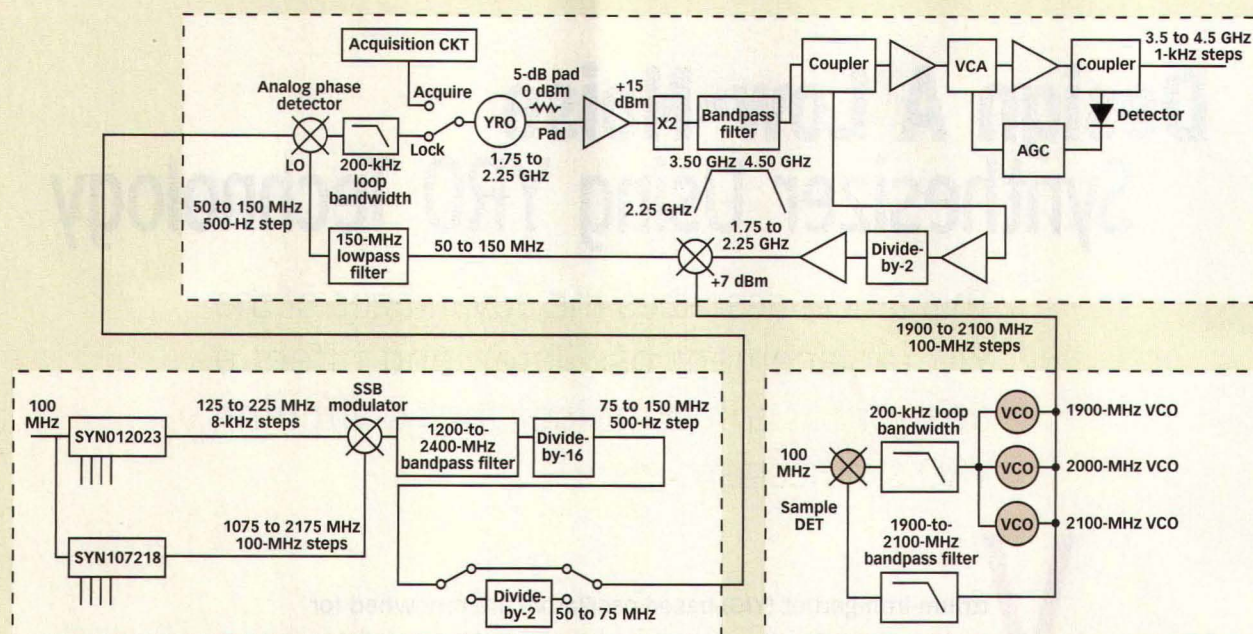 Acquisition CKT
Analog phase
detector
Acquire
5-dB pad
0 dBm
Pad
YRO
+15
dBm
X2
Bandpass
filter
Coupler
VCA
Coupler
3.5 to 4.5 GHz
1-kHz steps
Detector
AGC
LO
Lock
200-kHz
loop
bandwidth
1.75 to
2.25 GHz
3.50 GHz 4.50 GHz
2.25 GHz
50 to 150 MHz
500-Hz step
150-MHz
lowpass
filter
50 to 150 MHz
1.75 to
2.25 GHz
Divide-
by-2
+7 dBm
1900 to 2100 MHz
100-MHz steps
100
MHz
SYN012023
125 to 225 MHz
8-kHz steps
SSB
modulator
1200-to-
2400-MHz
bandpass filter
Divide-
by-16
75 to 150 MHz
500-Hz step
SYN107218
1075 to 2175 MHz
100-MHz steps
Divide-
by-2
50 to 75 MHz
200-kHz loop
bandwidth
100
MHz
Sample
DET
VCO
1900-MHz VCO
VCO
2000-MHz VCO
VCO
2100-MHz VCO
1900-to-
2100-MHz
bandpass filter